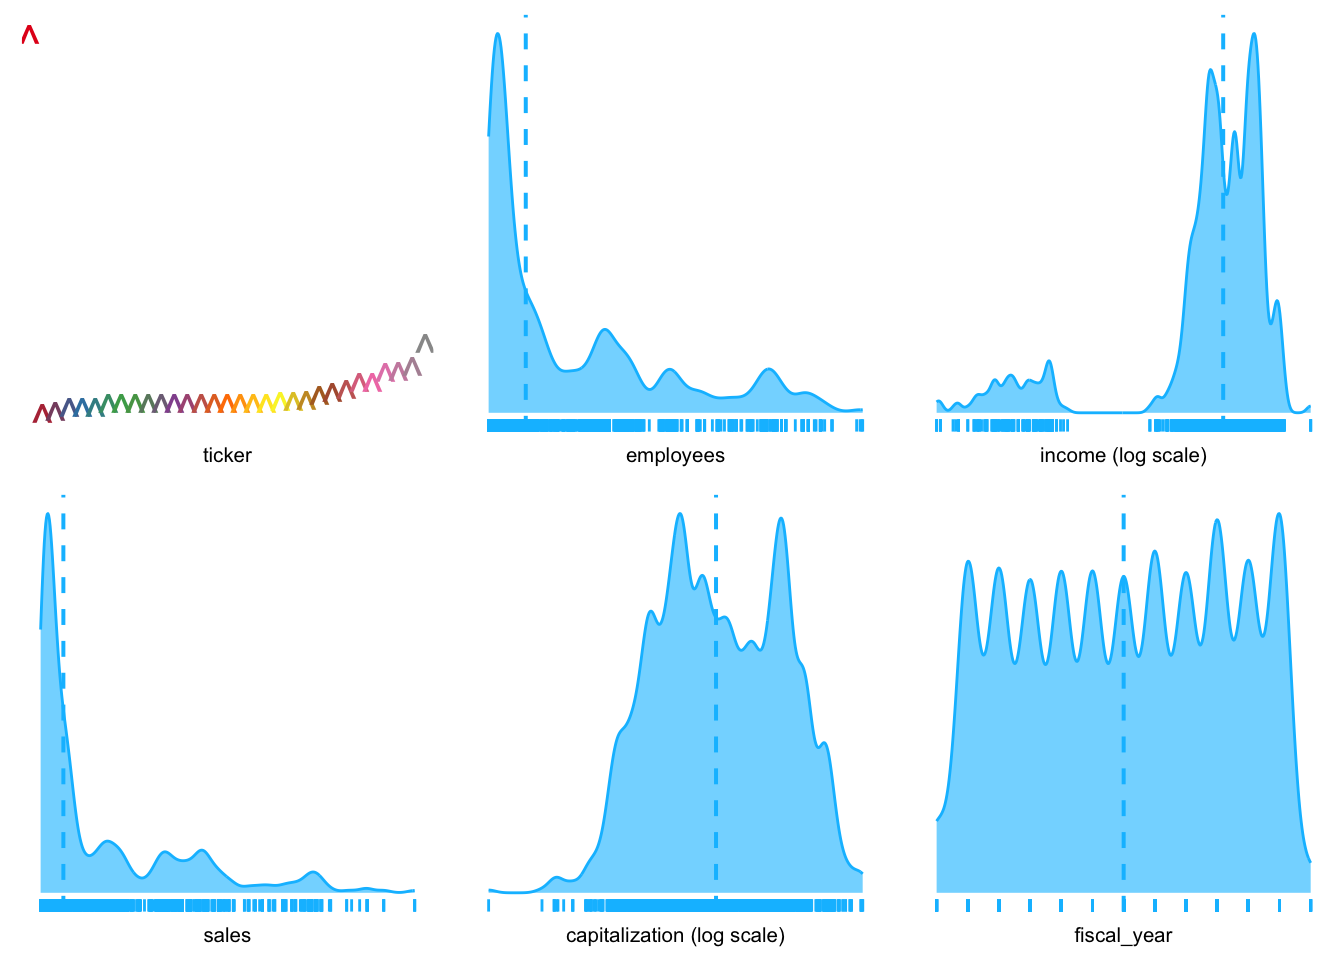 ticker
employees
income (log scale)
sales
capitalization (log scale)
fiscal_year